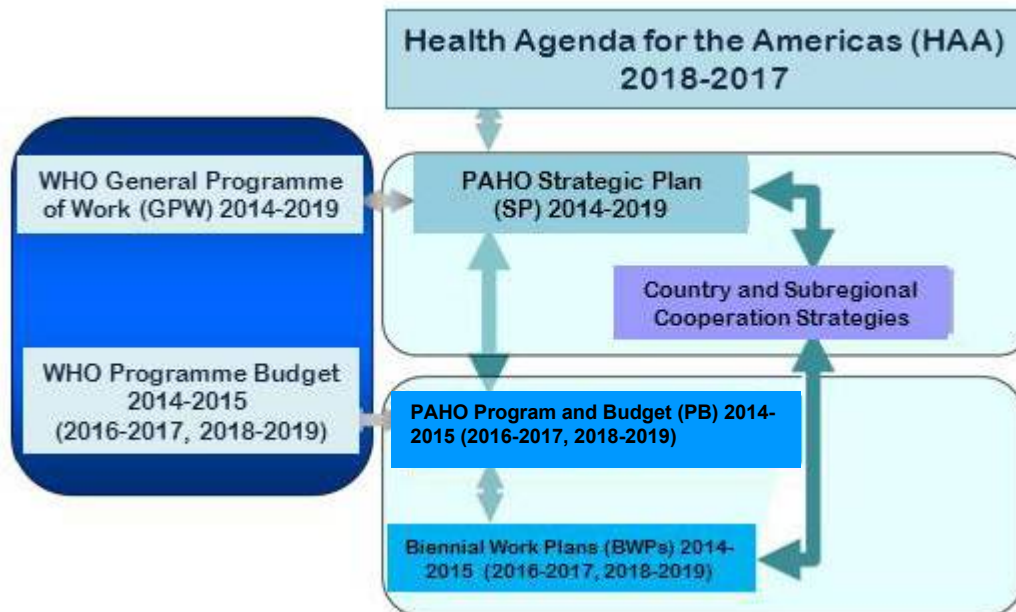 Health Agenda for the Americas (HAA)
2018-2017
WHO General Programme
of Work (GPW) 2014-2019
PAHO Strategic Plan
(SP) 2014-2019
Country and Subregional
Cooperation Strategies
WHO Programme Budget
2014-2015
(2016-2017, 2018-2019)
PAHO Program and Budget (PB) 2014-
2015 (2016-2017, 2018-2019)
Biennial Work Plans (BWPs) 2014-
2015 (2016-2017, 2018-2019)